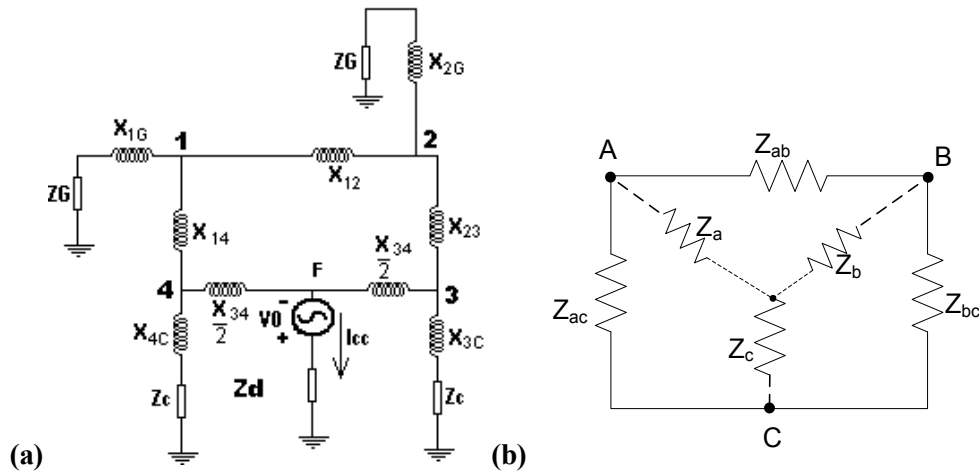 ZG
X2G
X1G
1
2
X12
ZG
X14
X23
F
X34
2
4
X34
2
3
-
V0
+
Icc
X4C
X3C
Zd
Zc
Zc
(a)
A
Zab
B
Za
Zb
Zac
Zbc
Zc
C
(b)